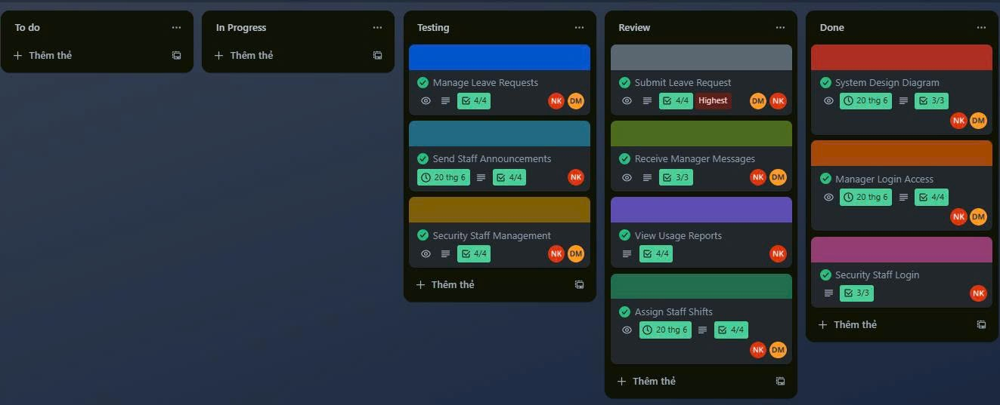 To do
Thêm thẻ
In Progress
Thêm thẻ
Testing
Manage Leave Requests
4/4
NK DM
Send Staff Announcements
20 thg 6 4/4
NK
Security Staff Management
4/4
NK DM
Thêm thẻ
Review
Submit Leave Request
4/4 Highest
DM NK
Receive Manager Messages
3/3
NK DM
View Usage Reports
4/4
NK
Assign Staff Shifts
20 thg 6 4/4
NK DM
Thêm thẻ
Done
System Design Diagram
20 thg 6 3/3
NK DM
Manager Login Access
20 thg 6 4/4
NK DM
Security Staff Login
3/3
NK
Thêm thẻ